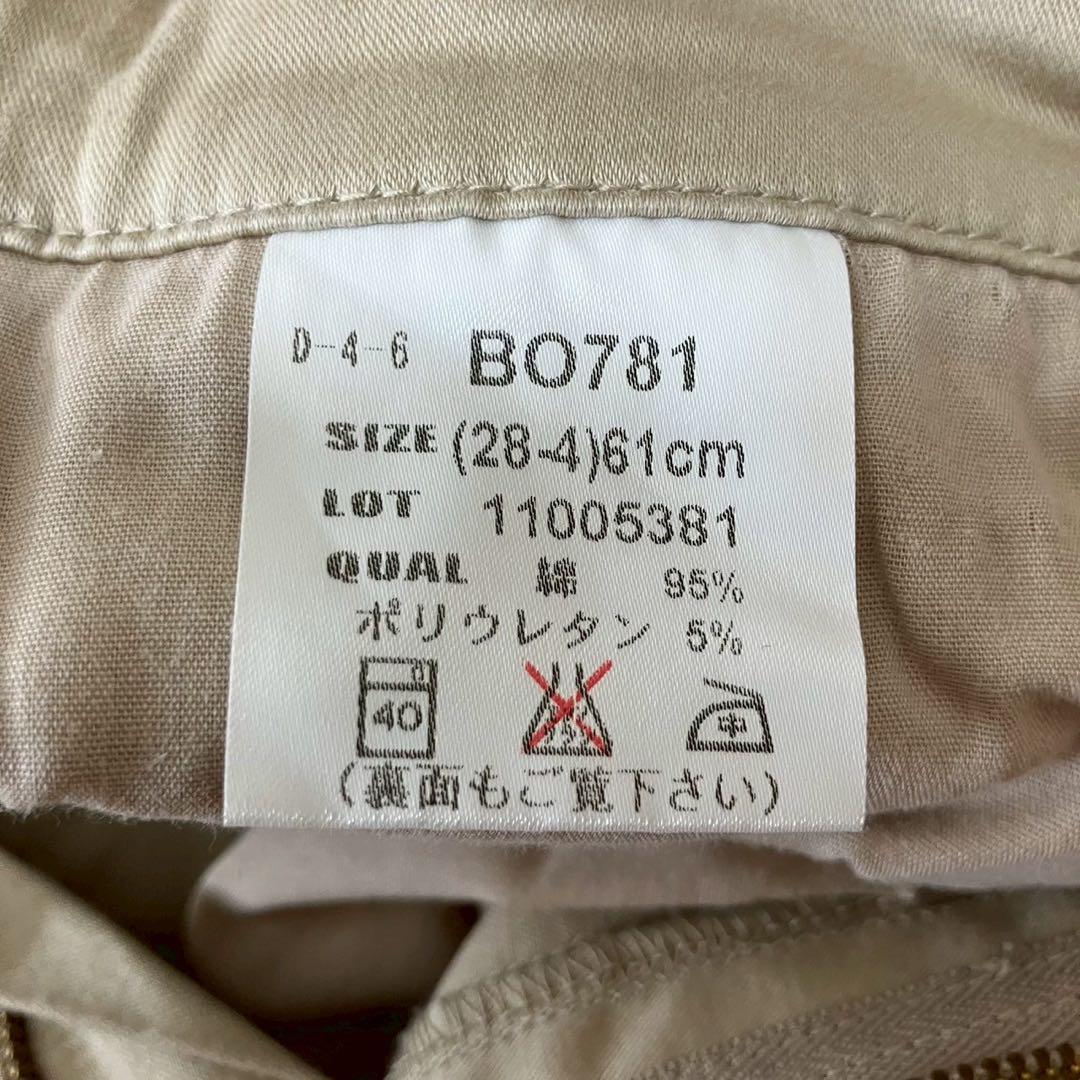 D-4-6 BO781
SIZE (28-4)61cm
LOT 11005381
QUAL 綿 95%
ポリウレタン 5%
40 中
(裏面もご覧下さい)